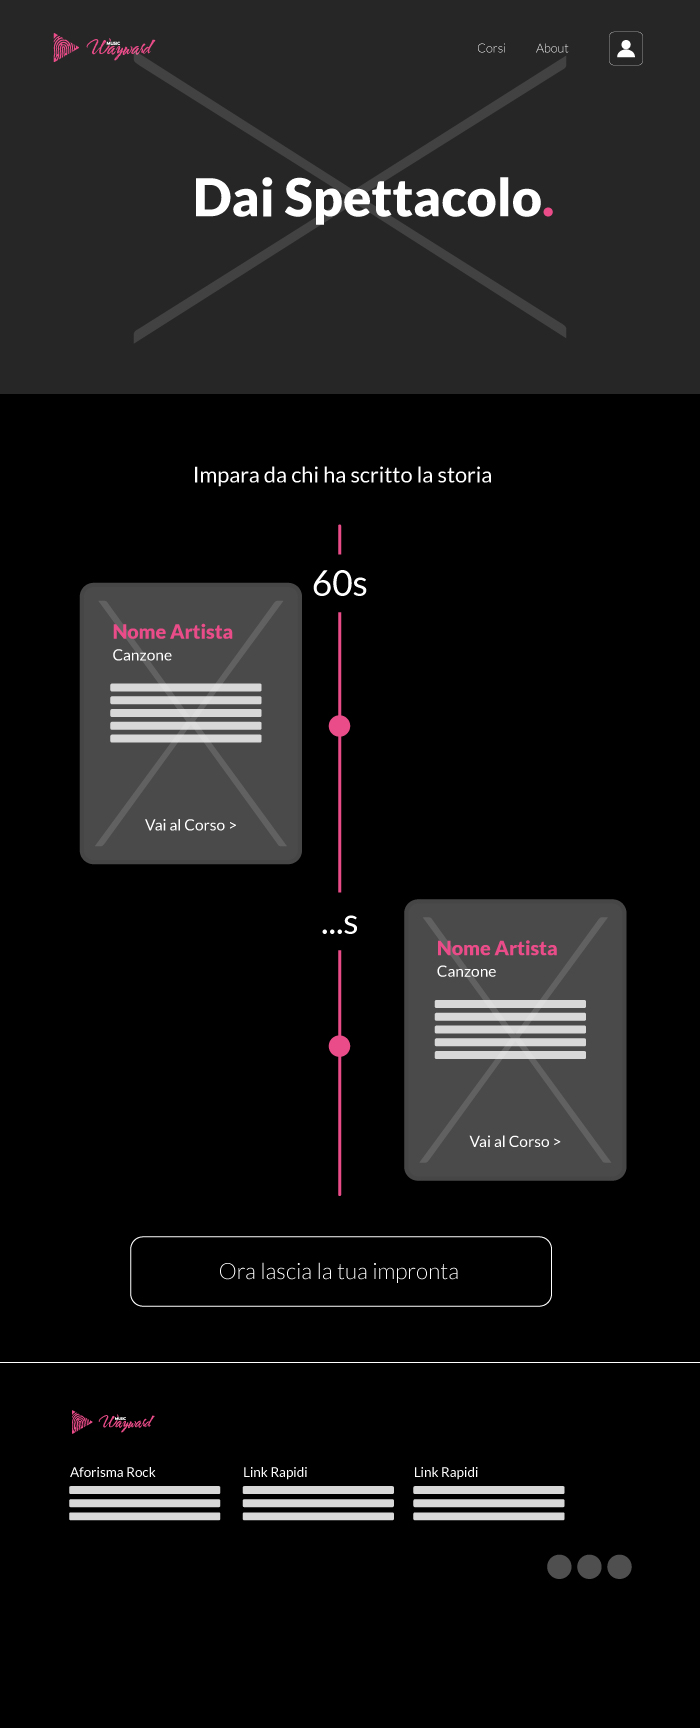 MUSIC
Wayward
Corsi
About
Dai Spettacolo.
Impara da chi ha scritto la storia
60s
Nome Artista
Canzone
Vai al Corso >
...s
Nome Artista
Canzone
Vai al Corso >
Ora lascia la tua impronta
MUSIC
Wayward
Aforisma Rock
Link Rapidi
Link Rapidi